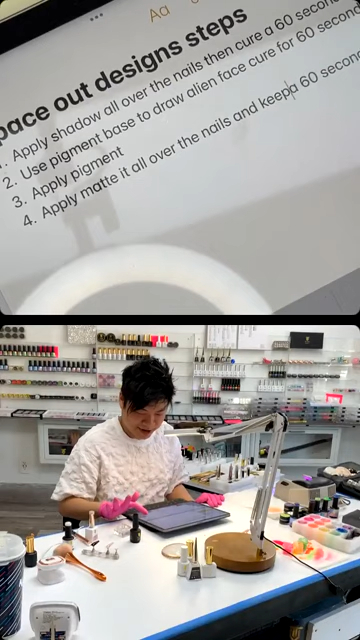 Aa
pace out designs steps
1. Apply shadow all over the nails then cure a 60 secon
2. Use pigment base to draw alien face cure for 60 second
3. Apply pigment
4. Apply matte it all over the nails and keepa 60 secon